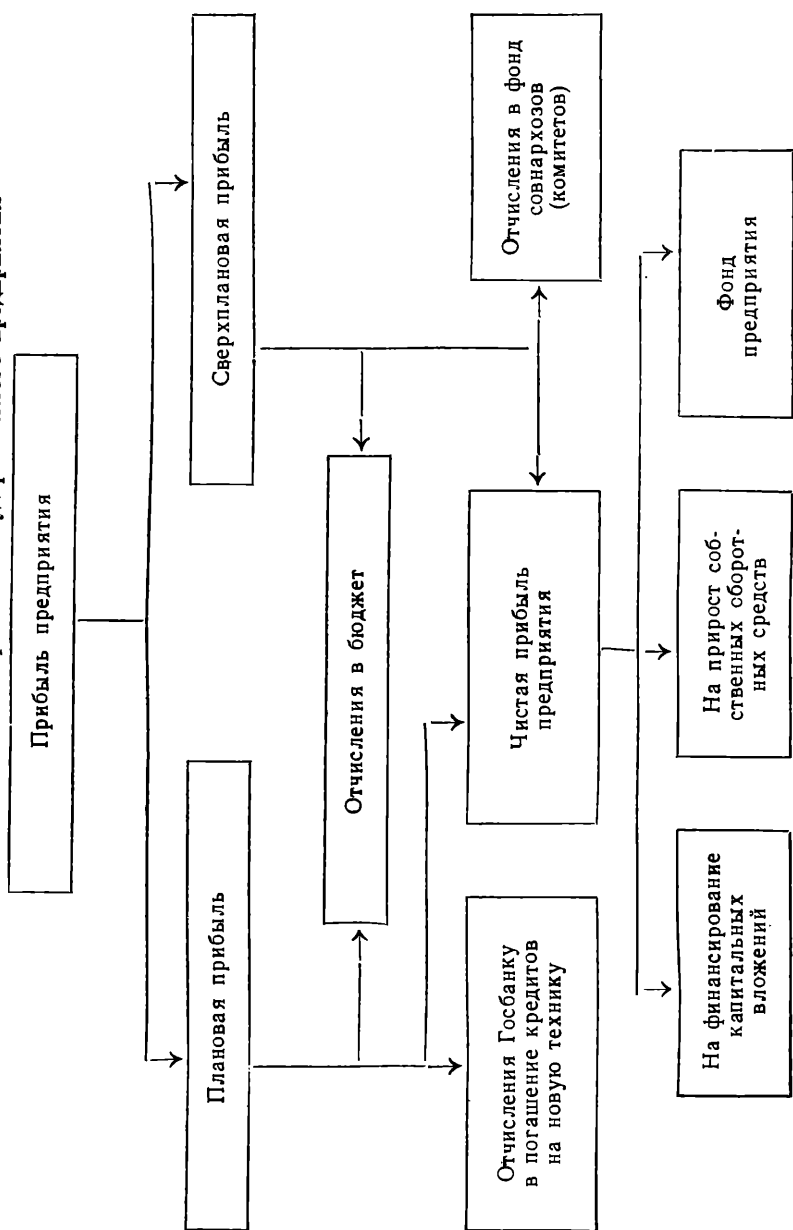 Прибыль предприятия
Плановая прибыль
Сверхплановая прибыль
Отчисления в бюджет
Отчисления Госбанку
в погашение кредитов
на новую технику
Чистая прибыль
предприятия
Отчисления в фонд
совнархозов
(комитетов)
На финансирование
капитальных
вложений
На прирост соб-
ственных сборот-
ных средств
Фонд
предприятия